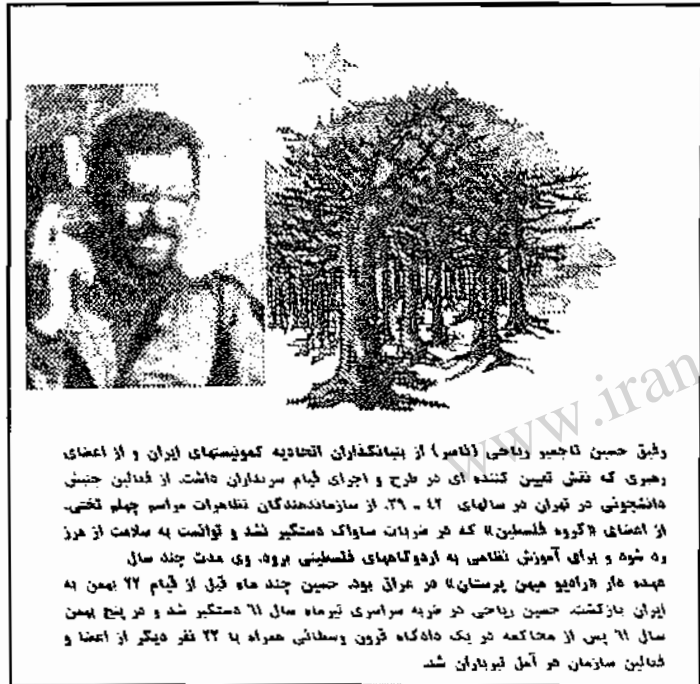 www.iran
رفیق حسین تاجمیر ریاحی (ناصر) از بنیانگذاران اتحادیه کمونیستهای ایران و از اعضای
رهبری که نقش تعیین کننده ای در طرح و اجرای قیام سربداران داشت. از فعالین جنبش
دانشجوئی در تهران در سالهای ۴۲ ـ ۳۹. از سازماندهندگان تظاهرات مراسم چهلم تختی.
از اعضای «گروه فلسطین» که در ضربات ساواک دستگیر نشد و توانست به سلامت از مرز
رد شود و برای آموزش نظامی به اردوگاههای فلسطینی برود. وی مدت چند سال
عهده دار «رادیو میهن پرستان» در عراق بود. حسین چند ماه قبل از قیام ۲۲ بهمن به
ایران بازگشت. حسین ریاحی در ضربه سراسری تیرماه سال ۶۱ دستگیر شد و در پنج بهمن
سال ۶۱ پس از محاکمه در یک دادگاه قرون وسطائی همراه با ۲۲ نفر دیگر از اعضا و
فعالین سازمان در آمل تیرباران شد.